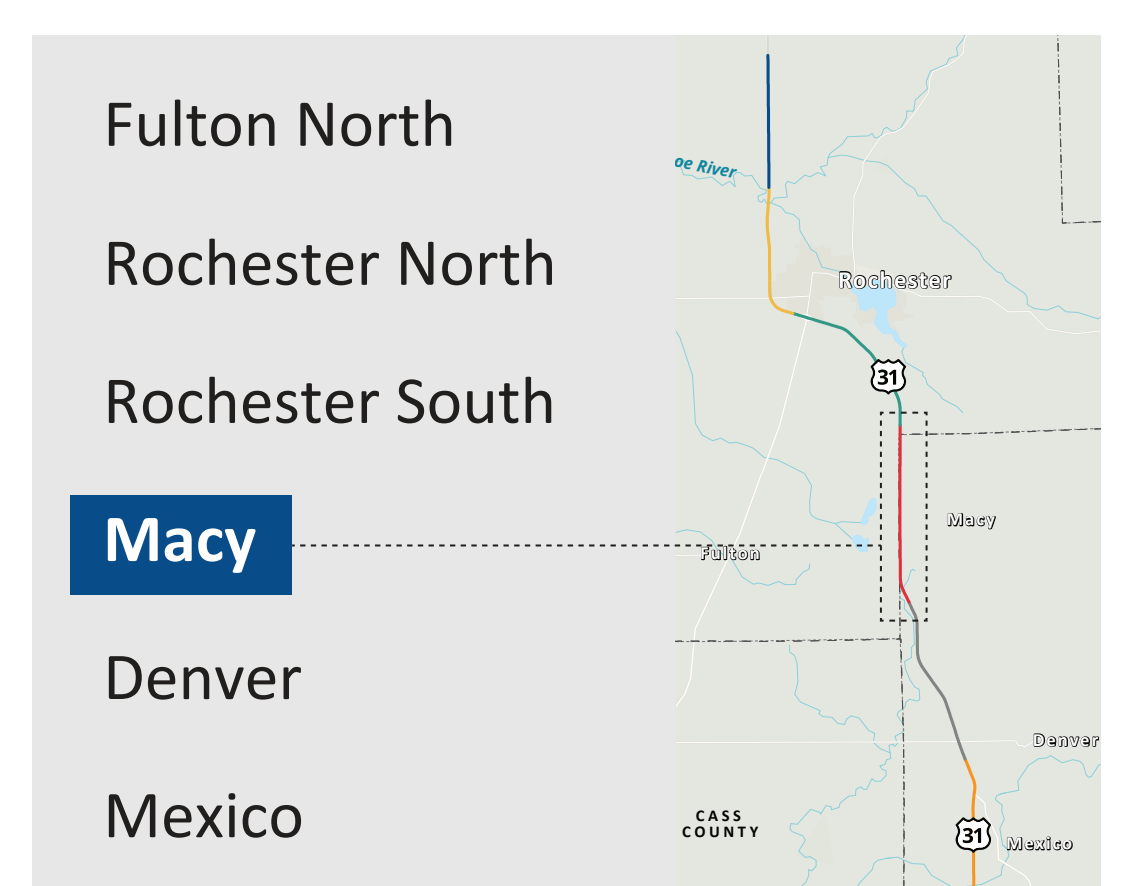 Fulton North
Rochester North
Rochester South
Macy
Denver
Mexico
oe River
Rochester
31
Macy
Fulton
Denver
CASS
COUNTY
31
Mexico